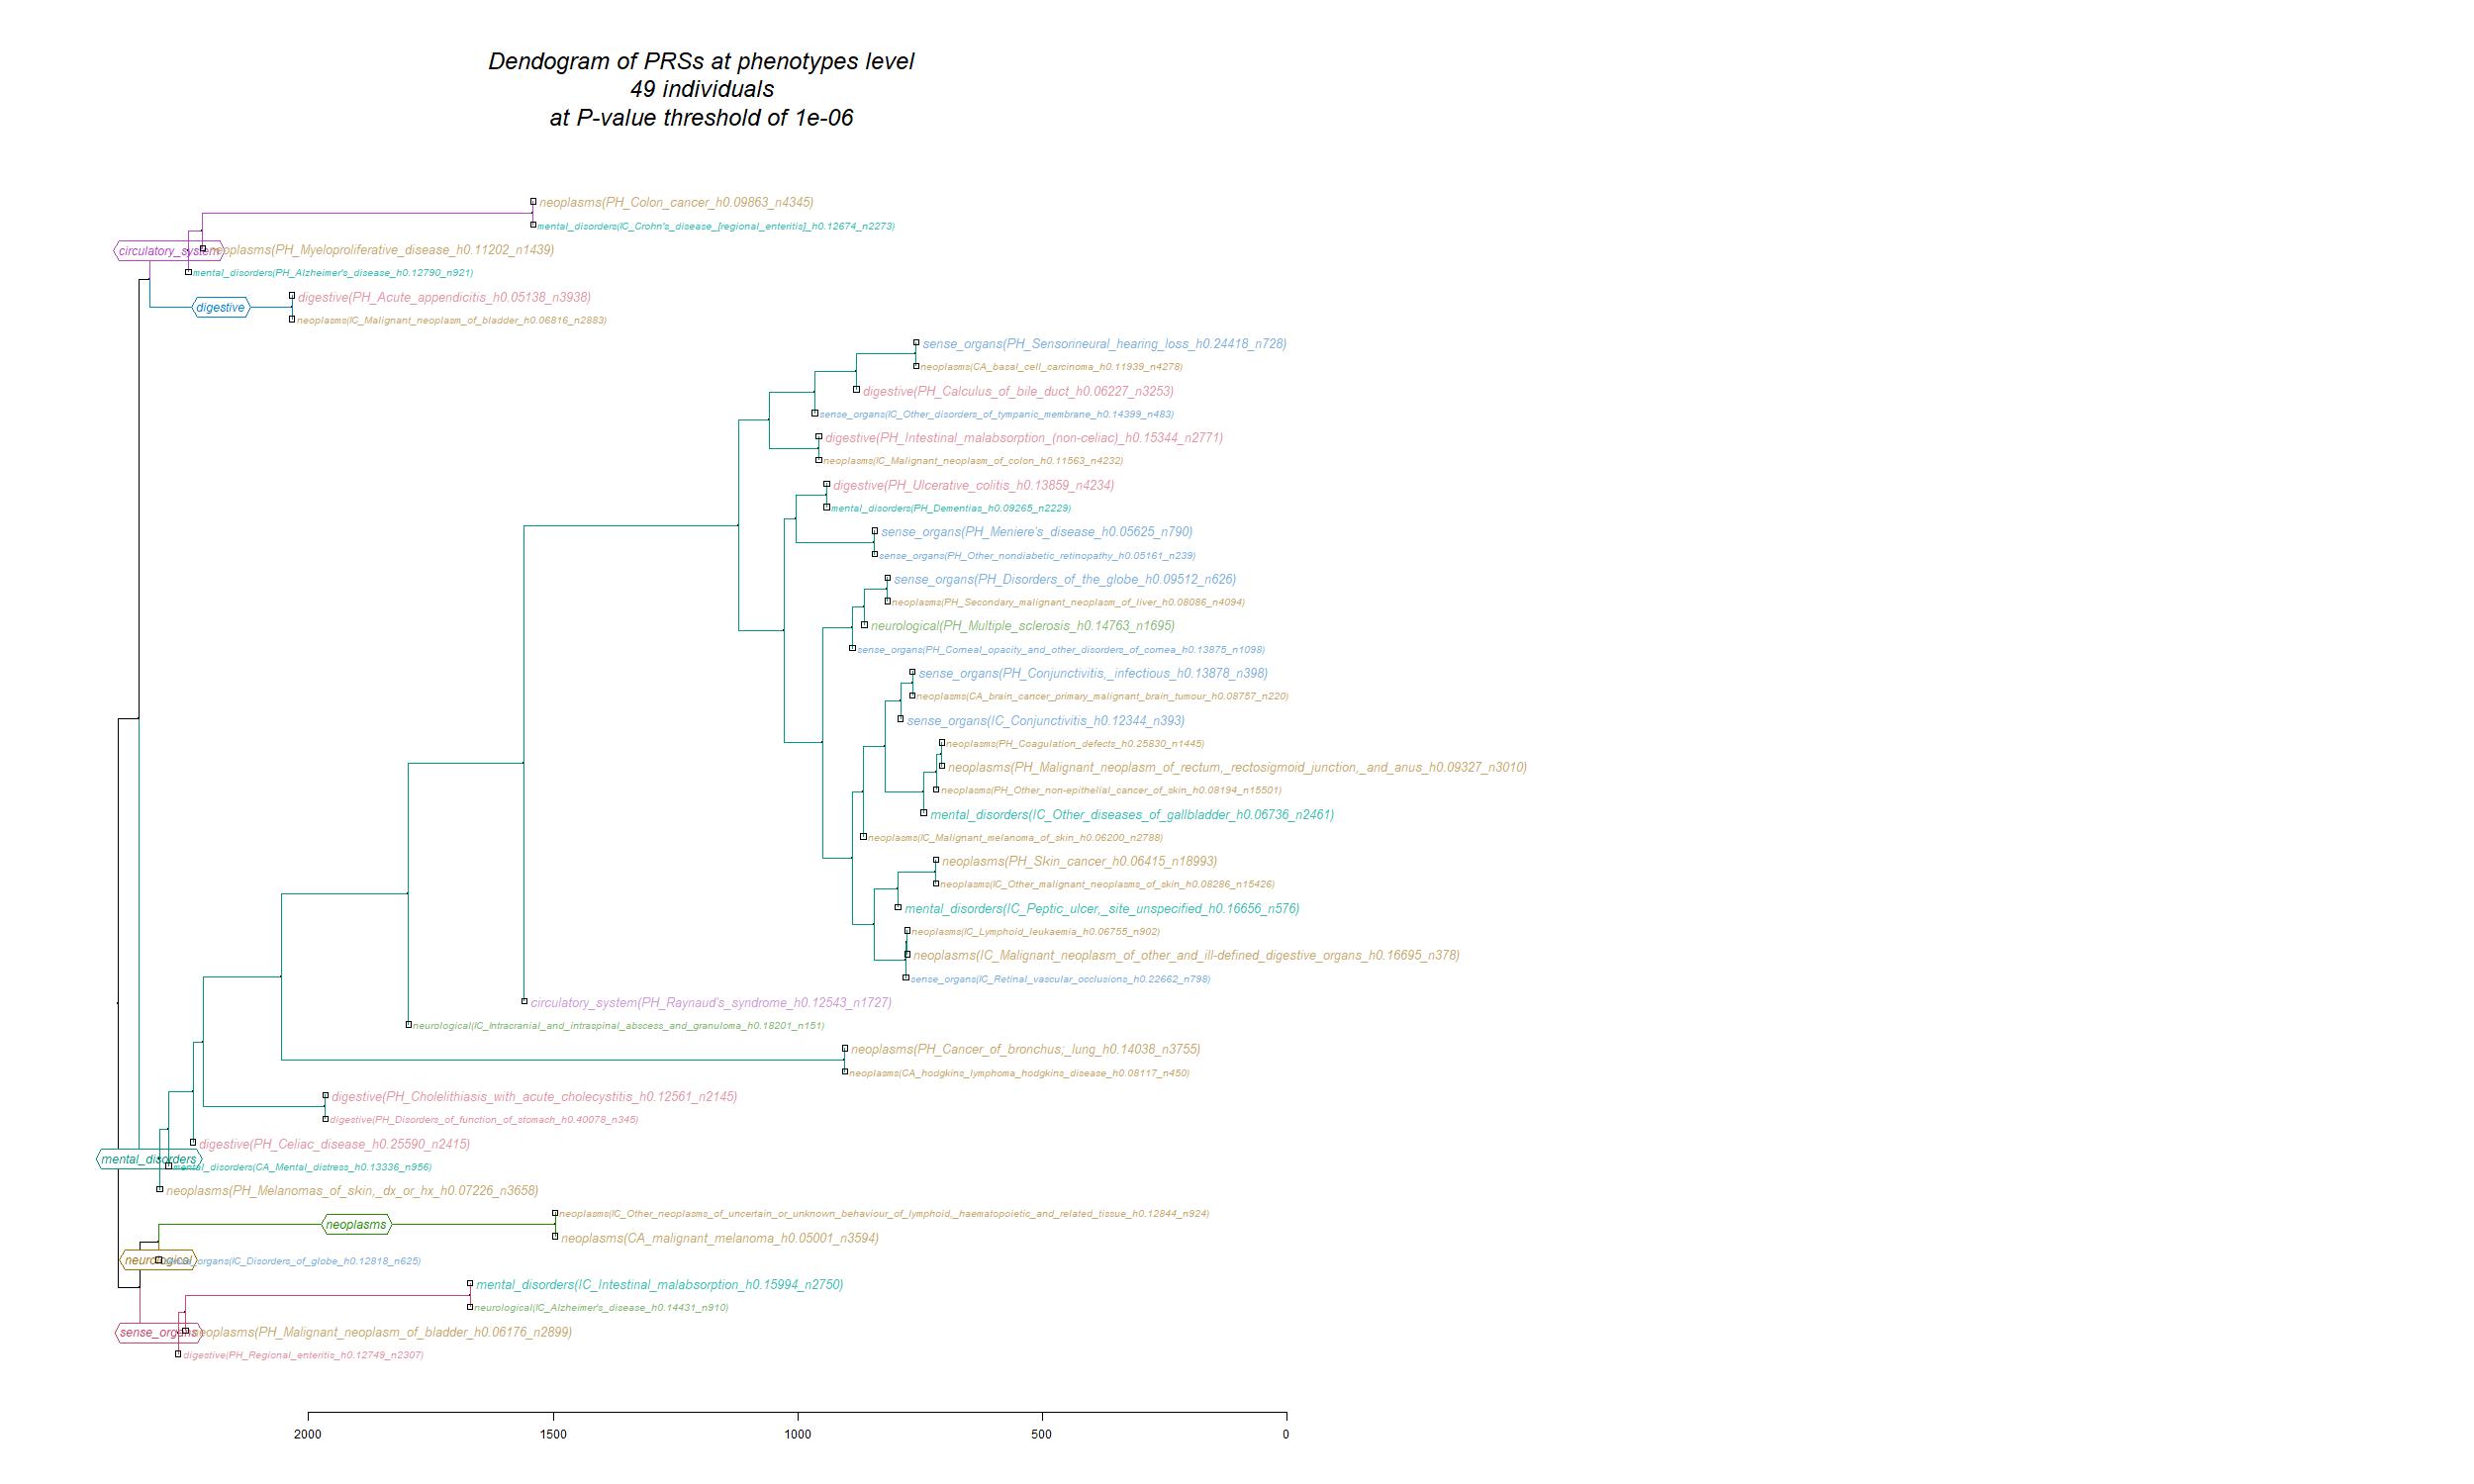 Dendogram of PRSs at phenotypes level
49 individuals
at P-value threshold of 1e-06
neoplasms(PH_Colon_cancer_h0.09863_n4345)
mental_disorders(IC_Crohn's_disease_[regional_enteritis]_h0.12674_n2273)
circulatory_system
neoplasms(PH_Myeloproliferative_disease_h0.11202_n1439)
mental_disorders(PH_Alzheimer's_disease_h0.12790_n921)
digestive(PH_Acute_appendicitis_h0.05138_n3938)
digestive
neoplasms(IC_Malignant_neoplasm_of_bladder_h0.06816_n2883)
sense_organs(PH_Sensorineural_hearing_loss_h0.24418_n728)
neoplasms(CA_basal_cell_carcinoma_h0.11939_n4278)
digestive(PH_Calculus_of_bile_duct_h0.06227_n3253)
sense_organs(IC_Other_disorders_of_tympanic_membrane_h0.14399_n483)
digestive(PH_Intestinal_malabsorption_(non-celiac)_h0.15344_n2771)
neoplasms(IC_Malignant_neoplasm_of_colon_h0.11563_n4232)
digestive(PH_Ulcerative_colitis_h0.13859_n4234)
mental_disorders(PH_Dementias_h0.09265_n2229)
sense_organs(PH_Meniere's_disease_h0.05625_n790)
sense_organs(PH_Other_nondiabetic_retinopathy_h0.05161_n239)
sense_organs(PH_Disorders_of_the_globe_h0.09512_n626)
neoplasms(PH_Secondary_malignant_neoplasm_of_liver_h0.08086_n4094)
neurological(PH_Multiple_sclerosis_h0.14763_n1695)
sense_organs(PH_Corneal_opacity_and_other_disorders_of_cornea_h0.13875_n1098)
sense_organs(PH_Conjunctivitis,_infectious_h0.13878_n398)
neoplasms(CA_brain_cancer_primary_malignant_brain_tumour_h0.08757_n220)
sense_organs(IC_Conjunctivitis_h0.12344_n393)
neoplasms(PH_Coagulation_defects_h0.25830_n1445)
neoplasms(PH_Malignant_neoplasm_of_rectum,_rectosigmoid_junction,_and_anus_h0.09327_n3010)
neoplasms(PH_Other_non-epithelial_cancer_of_skin_h0.08194_n15501)
mental_disorders(IC_Other_diseases_of_gallbladder_h0.06736_n2461)
neoplasms(IC_Malignant_melanoma_of_skin_h0.06200_n2788)
neoplasms(PH_Skin_cancer_h0.06415_n18993)
neoplasms(IC_Other_malignant_neoplasms_of_skin_h0.08286_n15426)
mental_disorders(IC_Peptic_ulcer,_site_unspecified_h0.16656_n576)
neoplasms(IC_Lymphoid_leukaemia_h0.06755_n902)
neoplasms(IC_Malignant_neoplasm_of_other_and_ill-defined_digestive_organs_h0.16695_n378)
sense_organs(IC_Retinal_vascular_occlusions_h0.22662_n798)
circulatory_system(PH_Raynaud's_syndrome_h0.12543_n1727)
neurological(IC_Intracranial_and_intraspinal_abscess_and_granuloma_h0.18201_n151)
neoplasms(PH_Cancer_of_bronchus;_lung_h0.14038_n3755)
neoplasms(CA_hodgkins_lymphoma_hodgkins_disease_h0.08117_n450)
digestive(PH_Cholelithiasis_with_acute_cholecystitis_h0.12561_n2145)
digestive(PH_Disorders_of_function_of_stomach_h0.40078_n345)
digestive(PH_Celiac_disease_h0.25590_n2415)
mental_disorders
mental_disorders(CA_Mental_distress_h0.13336_n956)
neoplasms(PH_Melanomas_of_skin,_dx_or_hx_h0.07226_n3658)
neoplasms(IC_Other_neoplasms_of_uncertain_or_unknown_behaviour_of_lymphoid,_haematopoietic_and_related_tissue_h0.12844_n924)
neoplasms
neoplasms(CA_malignant_melanoma_h0.05001_n3594)
neurological
sense_organs(IC_Disorders_of_globe_h0.12818_n625)
mental_disorders(IC_Intestinal_malabsorption_h0.15994_n2750)
neurological(IC_Alzheimer's_disease_h0.14431_n910)
sense_organs
neoplasms(PH_Malignant_neoplasm_of_bladder_h0.06176_n2899)
digestive(PH_Regional_enteritis_h0.12749_n2307)
2000 1500 1000 500 0